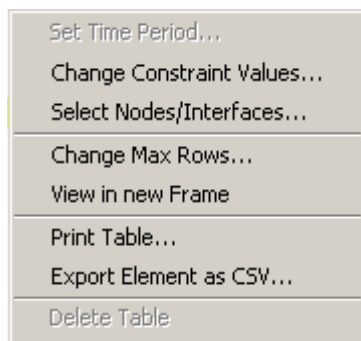 Set Time Period...
Change Constraint Values...
Select Nodes/Interfaces...
Change Max Rows...
View in new Frame
Print Table...
Export Element as CSV...
Delete Table